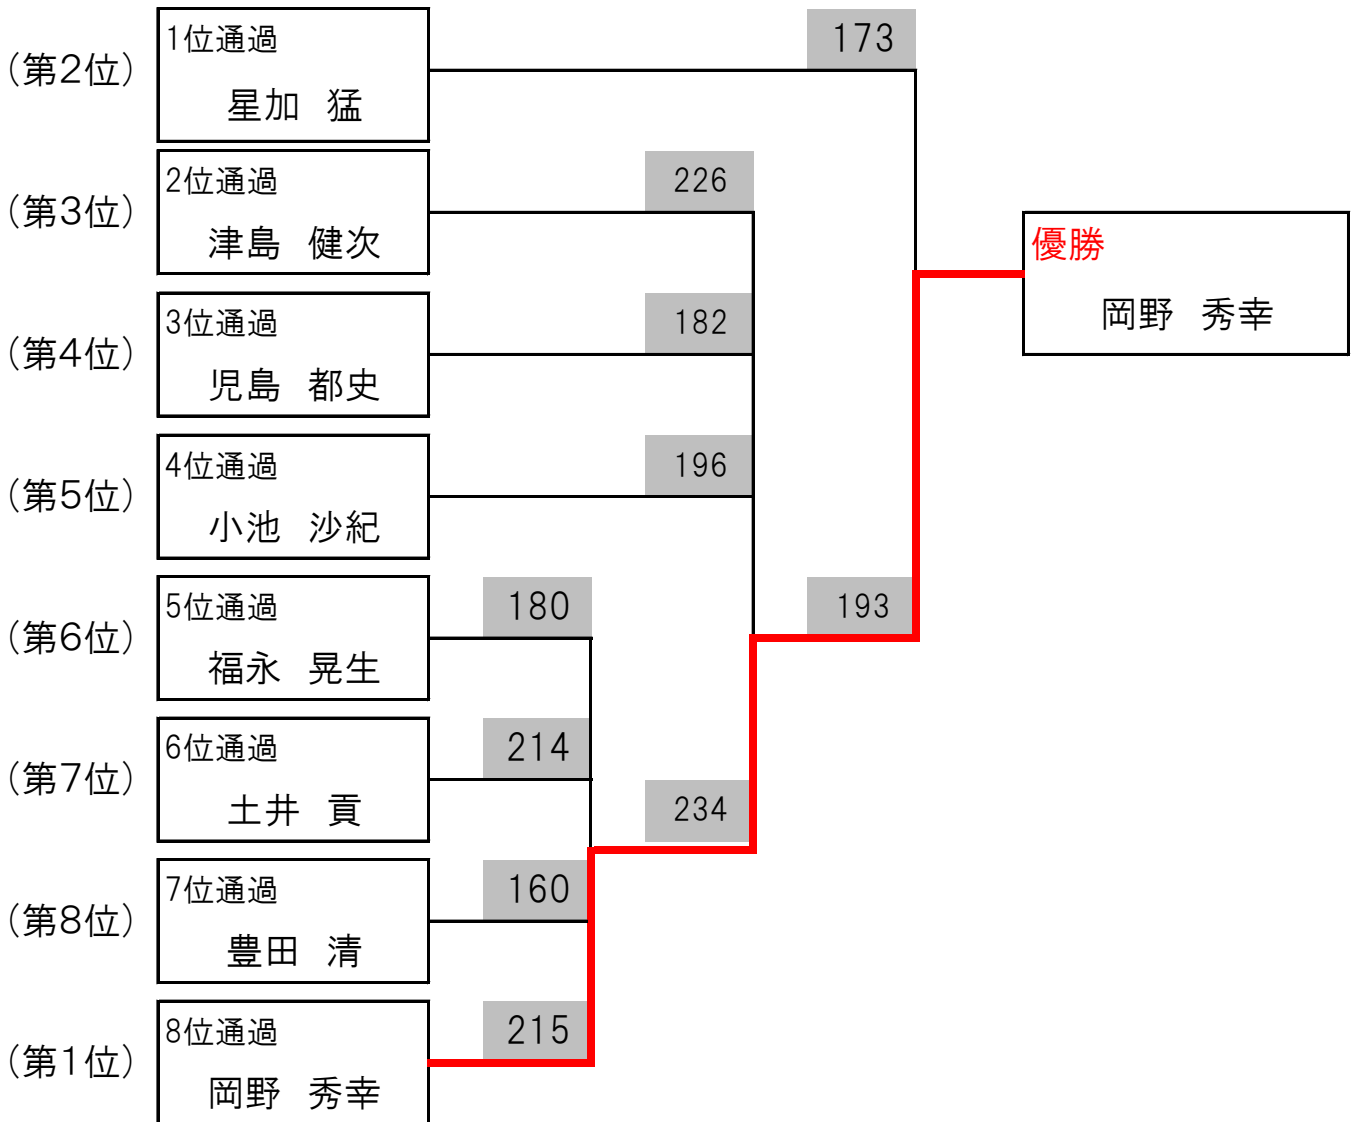 1位通過
173
(第2位)
星加 猛
2位通過
226
(第3位)
津島 健次
優勝
岡野 秀幸
3位通過
182
(第4位)
児島 都史
4位通過
196
(第5位)
小池 沙紀
5位通過
180
193
(第6位)
福永 晃生
6位通過
214
(第7位)
土井 貢
234
7位通過
160
(第8位)
豊田 清
8位通過
215
(第1位)
岡野 秀幸